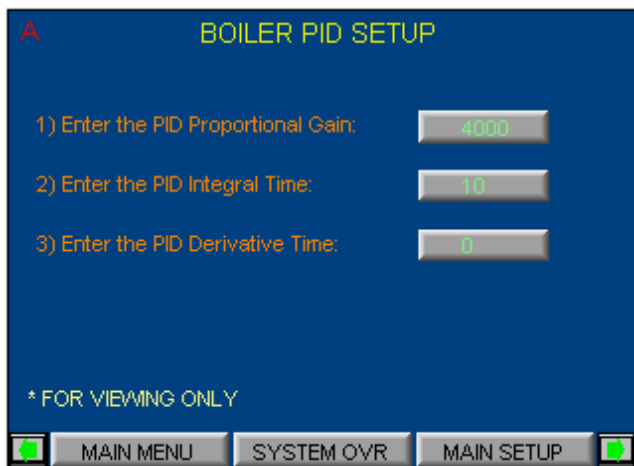 A
BOILER PID SETUP
1) Enter the PID Proportional Gain: 4000
2) Enter the PID Integral Time: 10
3) Enter the PID Derivative Time: 0
* FOR VIEWING ONLY
MAIN MENU SYSTEM OVR MAIN SETUP